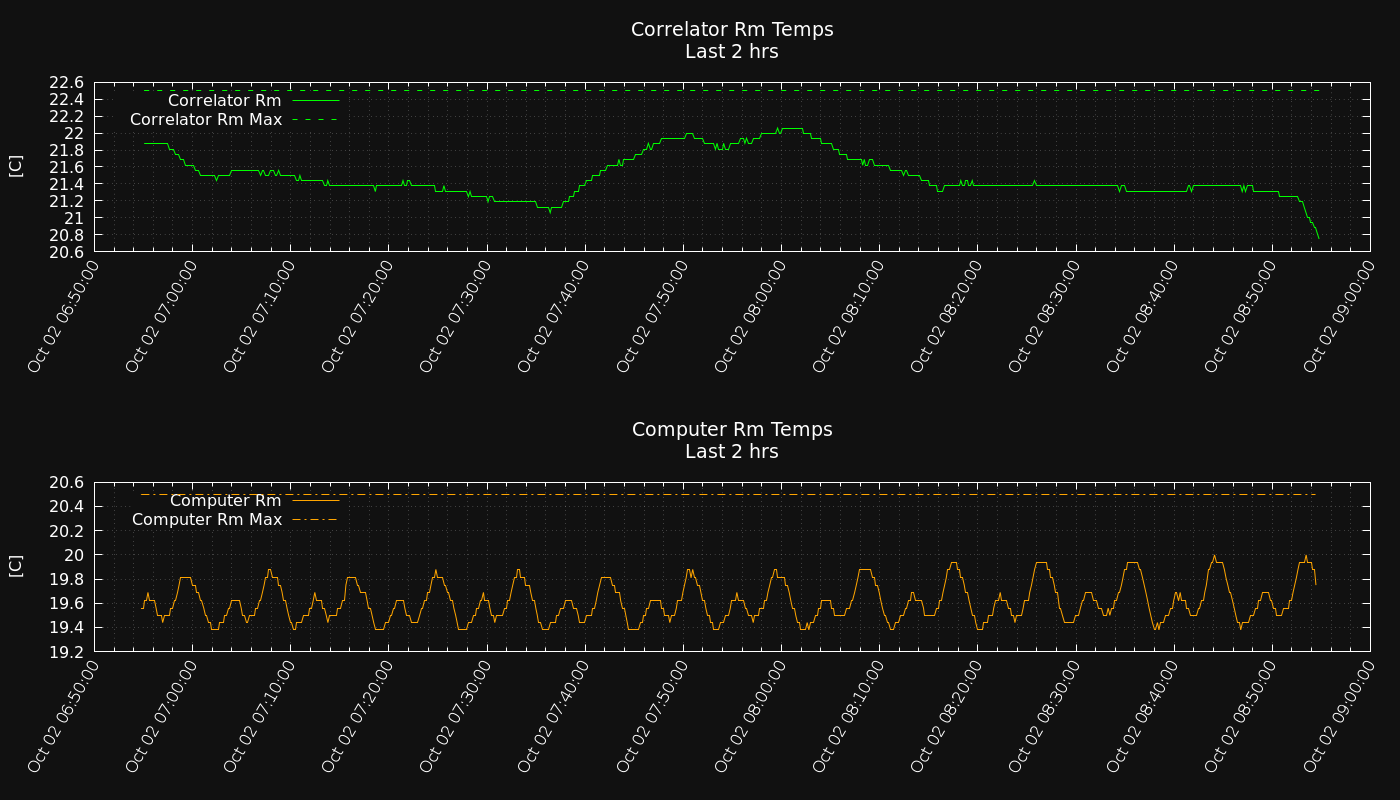 Correlator Rm Temps
Last 2 hrs
22.6
22.4
22.2
22
21.8
21.6
21.4
21.2
21
20.8
20.6
[C]
Correlator Rm
Correlator Rm Max
Oct 02 06:50:00
Oct 02 07:00:00
Oct 02 07:10:00
Oct 02 07:20:00
Oct 02 07:30:00
Oct 02 07:40:00
Oct 02 07:50:00
Oct 02 08:00:00
Oct 02 08:10:00
Oct 02 08:20:00
Oct 02 08:30:00
Oct 02 08:40:00
Oct 02 08:50:00
Oct 02 09:00:00
Computer Rm Temps
Last 2 hrs
20.6
20.4
20.2
20
19.8
19.6
19.4
19.2
[C]
Computer Rm
Computer Rm Max
Oct 02 06:50:00
Oct 02 07:00:00
Oct 02 07:10:00
Oct 02 07:20:00
Oct 02 07:30:00
Oct 02 07:40:00
Oct 02 07:50:00
Oct 02 08:00:00
Oct 02 08:10:00
Oct 02 08:20:00
Oct 02 08:30:00
Oct 02 08:40:00
Oct 02 08:50:00
Oct 02 09:00:00